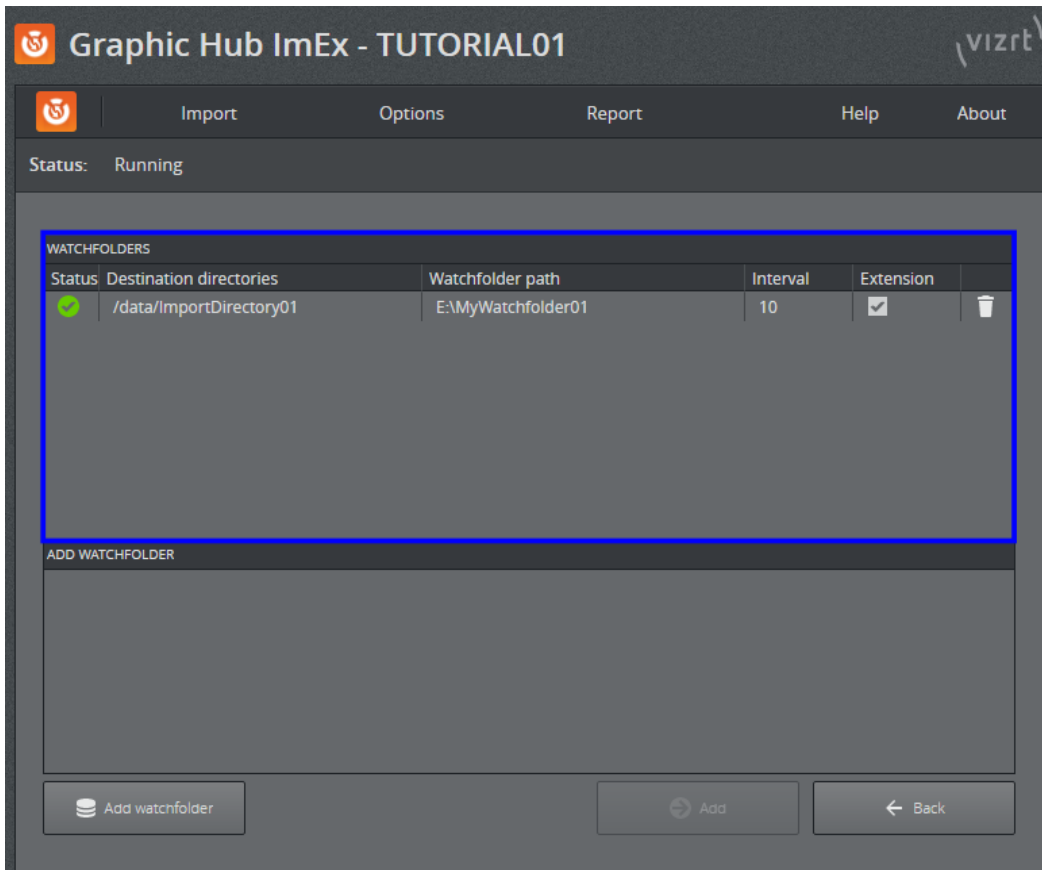 Graphic Hub ImEx - TUTORIAL01
vizrt
Import Options Report Help About
Status: Running
WATCHFOLDERS
Status Destination directories Watchfolder path Interval Extension
/data/ImportDirectory01 E:\MyWatchfolder01 10
ADD WATCHFOLDER
Add watchfolder Add Back